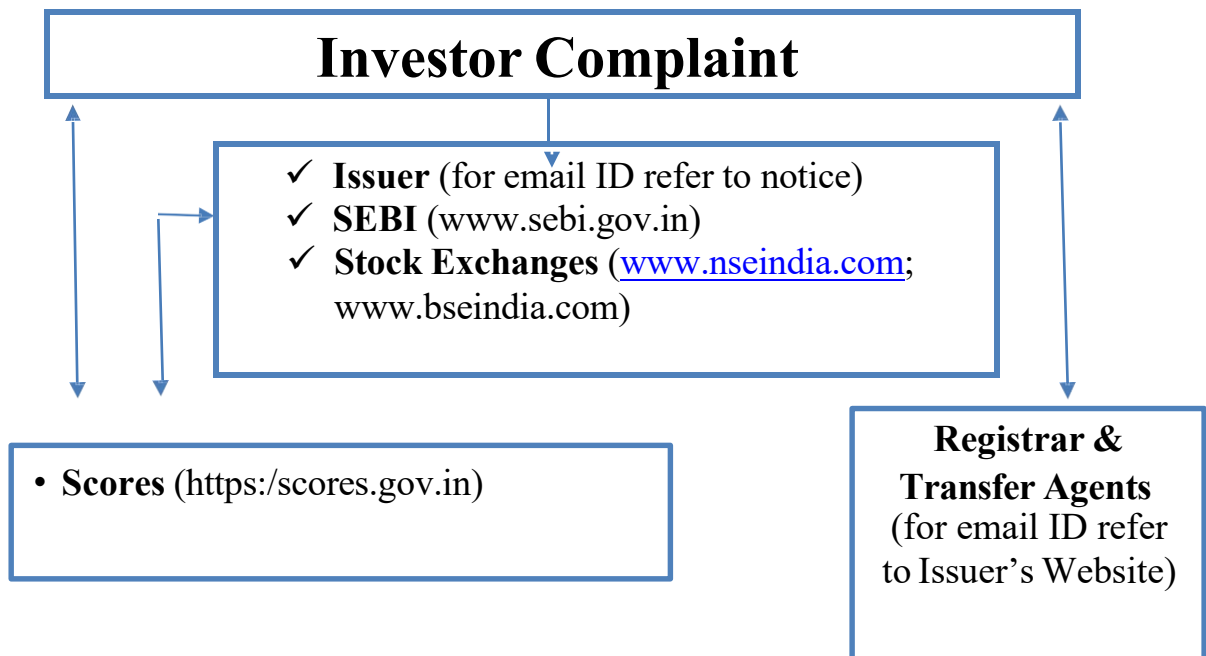 Investor Complaint
✓ Issuer (for email ID refer to notice)
✓ SEBI (www.sebi.gov.in)
✓ Stock Exchanges (www.nseindia.com;
www.bseindia.com)
• Scores (https:/scores.gov.in)
Registrar &
Transfer Agents
(for email ID refer
to Issuer’s Website)